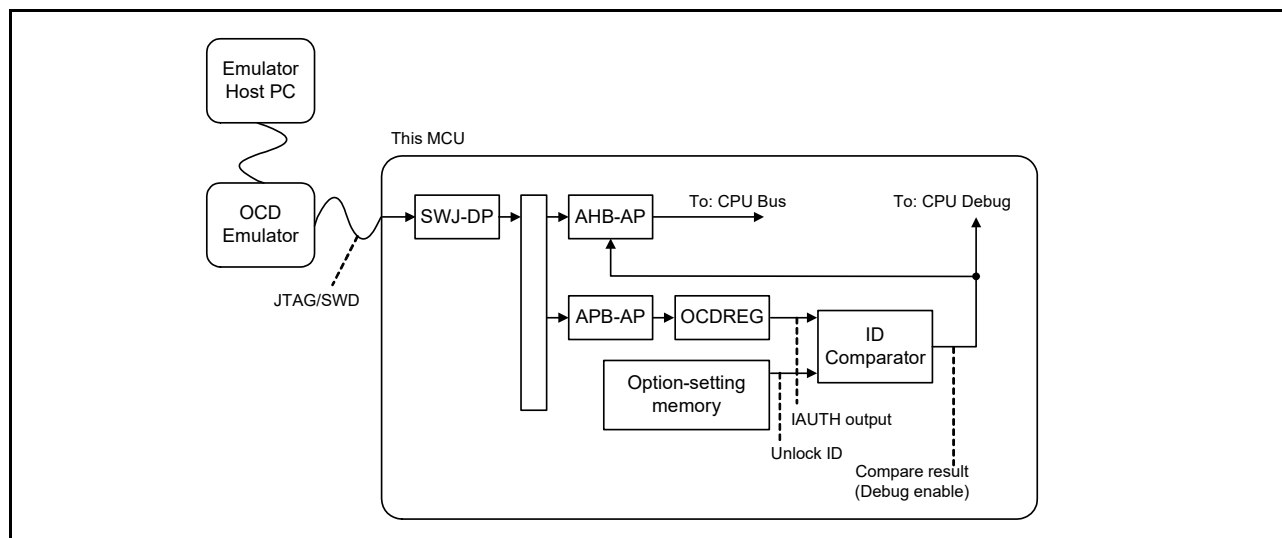 Emulator
Host PC
This MCU
OCD
Emulator
SWJ-DP
AHB-AP
To: CPU Bus
To: CPU Debug
JTAG/SWD
APB-AP
OCDREG
ID
Comparator
Option-setting
memory
IAUTH output
Unlock ID
Compare result
(Debug enable)